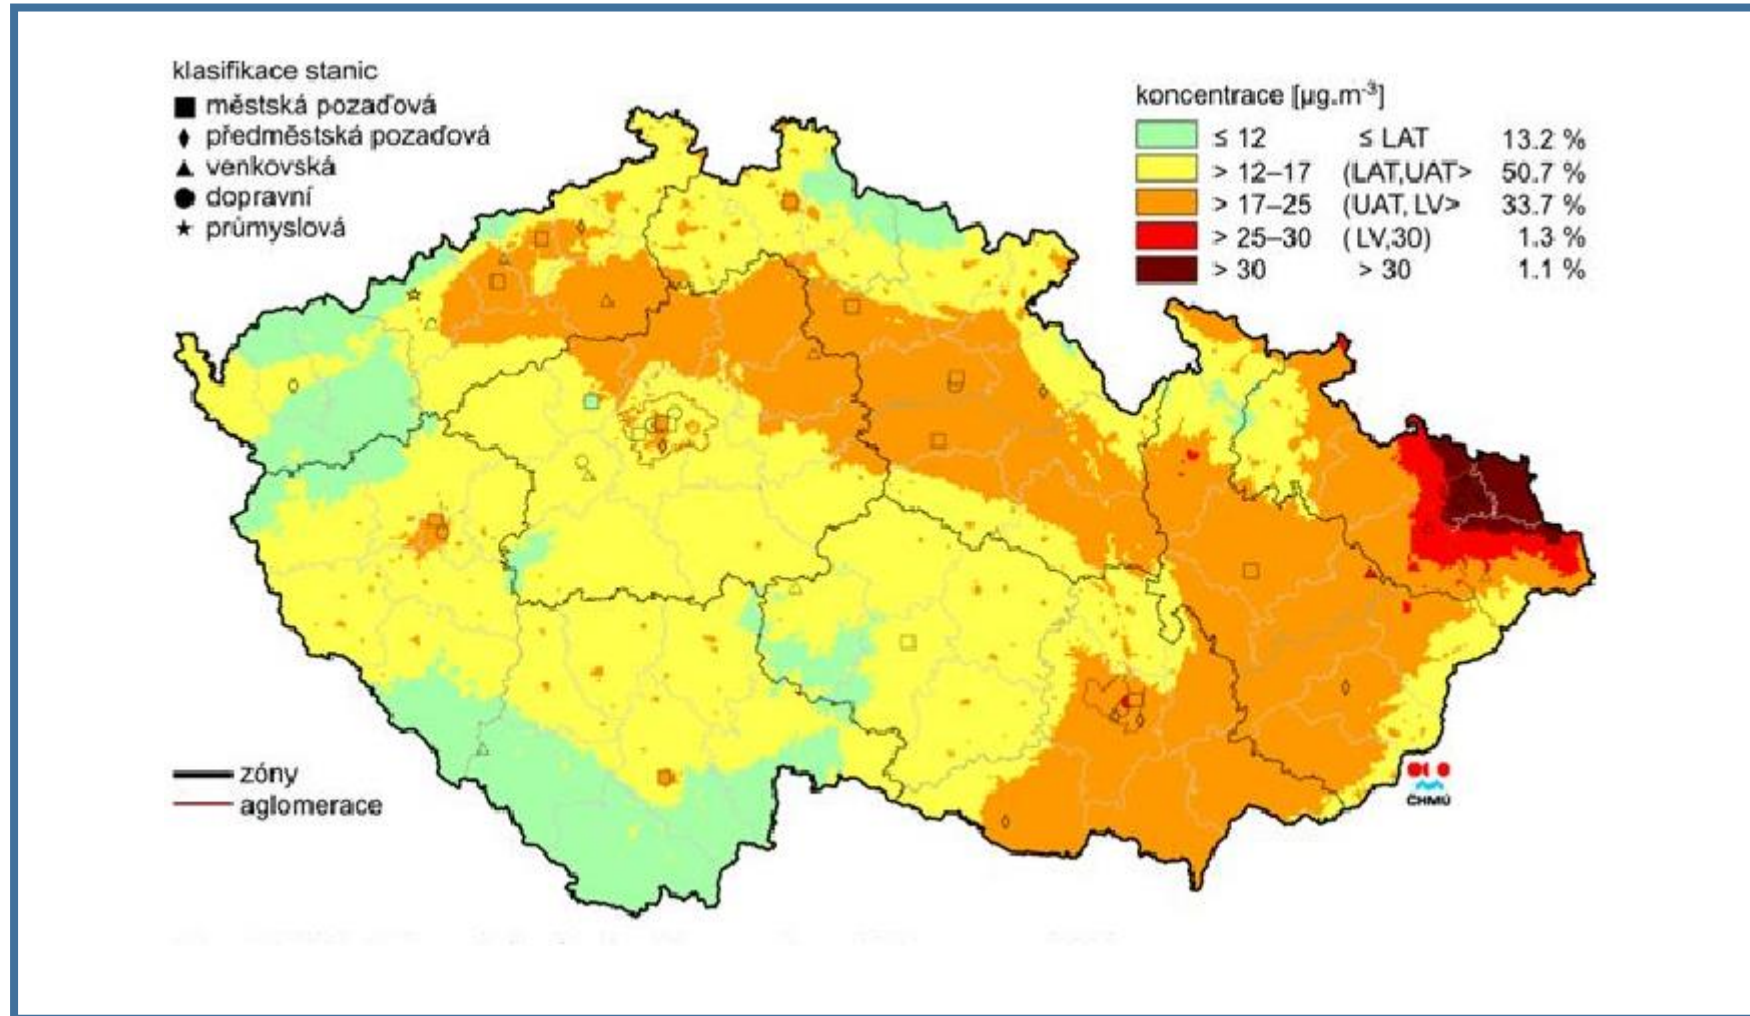 klasifikace stanic
městská pozaďová
předměstská pozaďová
venkovská
dopravní
průmyslová
koncentrace [µg.m-3]
≤ 12 ≤ LAT 13.2 %
> 12–17 (LAT,UAT> 50.7 %
> 17–25 (UAT, LV> 33.7 %
> 25–30 (LV,30) 1.3 %
> 30 > 30 1.1 %
zóny
aglomerace
ČHMÚ